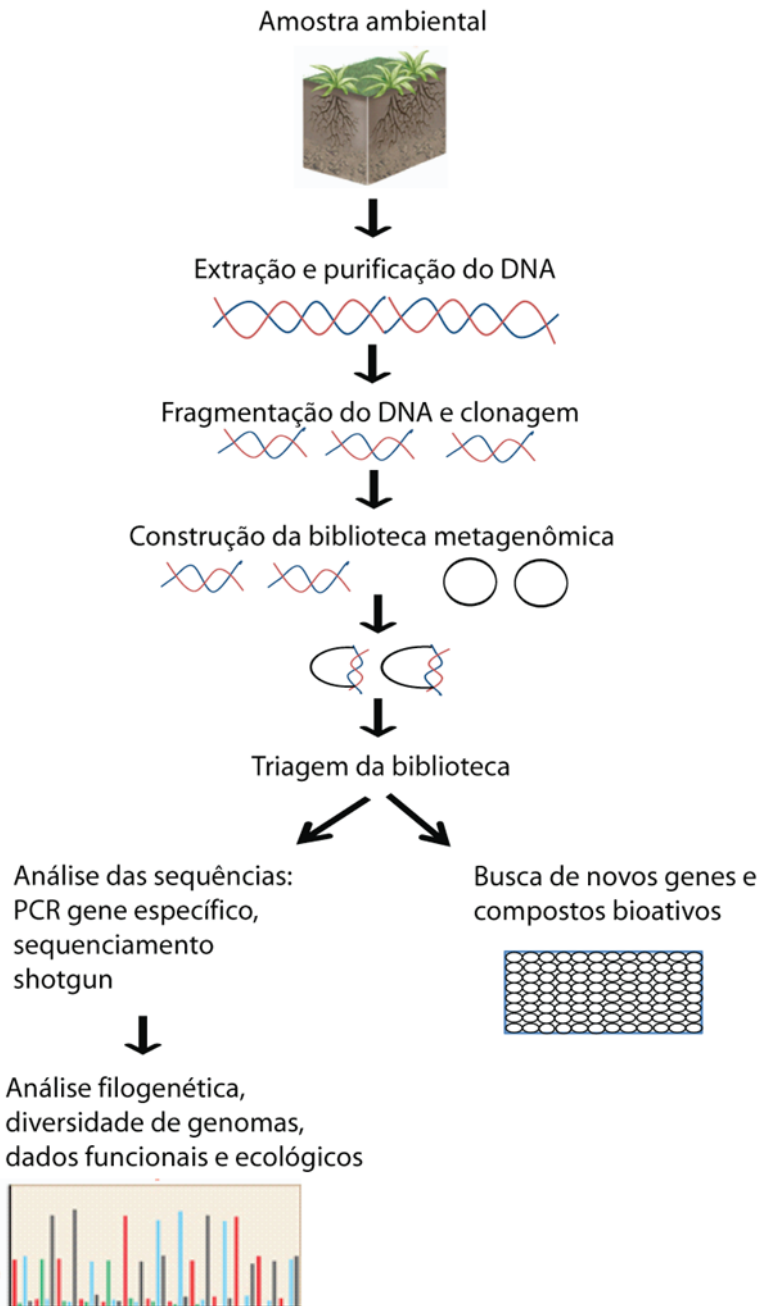 Amostra ambiental
Extração e purificação do DNA
Fragmentação do DNA e clonagem
Construção da biblioteca metagenômica
Triagem da biblioteca
Análise das sequências:
PCR gene específico,
sequenciamento
shotgun
Busca de novos genes e
compostos bioativos
Análise filogenética,
diversidade de genomas,
dados funcionais e ecológicos